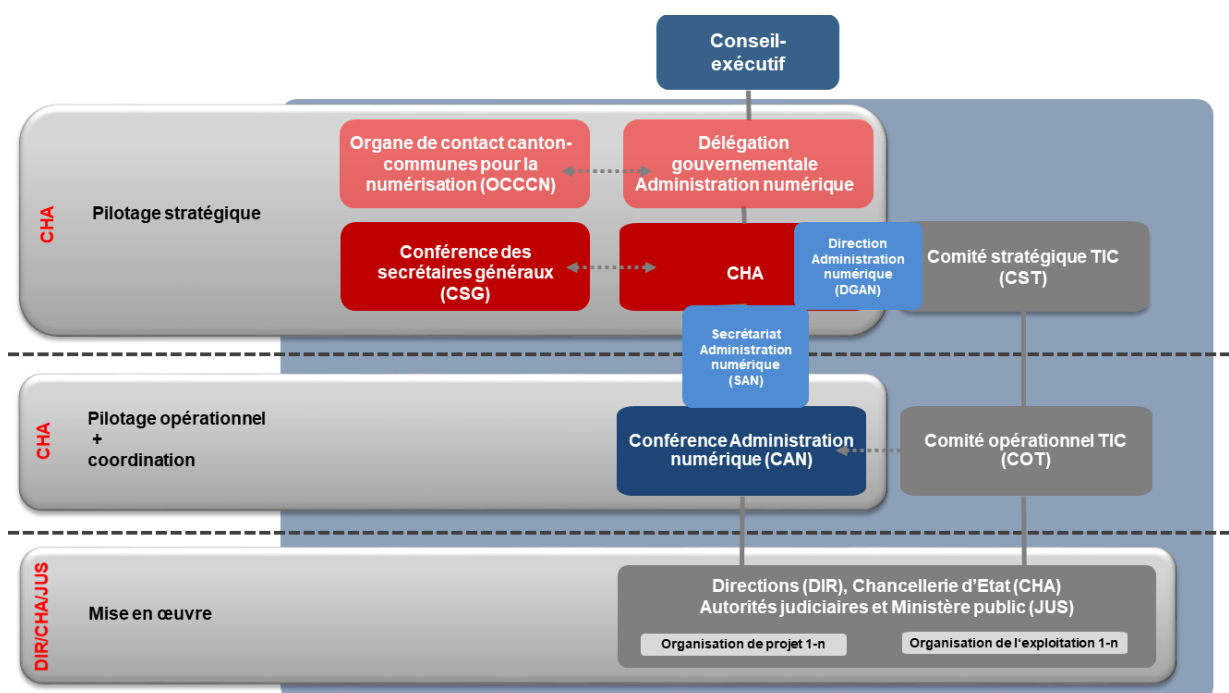 Conseil-
exécutif
CHA
Pilotage stratégique
Organe de contact canton-
communes pour la
numérisation (OCCCN)
Délégation
gouvernementale
Administration numérique
Conférence des
secrétaires généraux
(CSG)
CHA
Direction
Administration
numérique
(DGAN)
Comité stratégique TIC
(CST)
Secrétariat
Administration
numérique
(SAN)
CHA
Pilotage opérationnel
+
coordination
Conférence Administration
numérique (CAN)
Comité opérationnel TIC
(COT)
DIR/CHA/JUS
Mise en œuvre
Directions (DIR), Chancellerie d'Etat (CHA)
Autorités judiciaires et Ministère public (JUS)
Organisation de projet 1-n
Organisation de l'exploitation 1-n